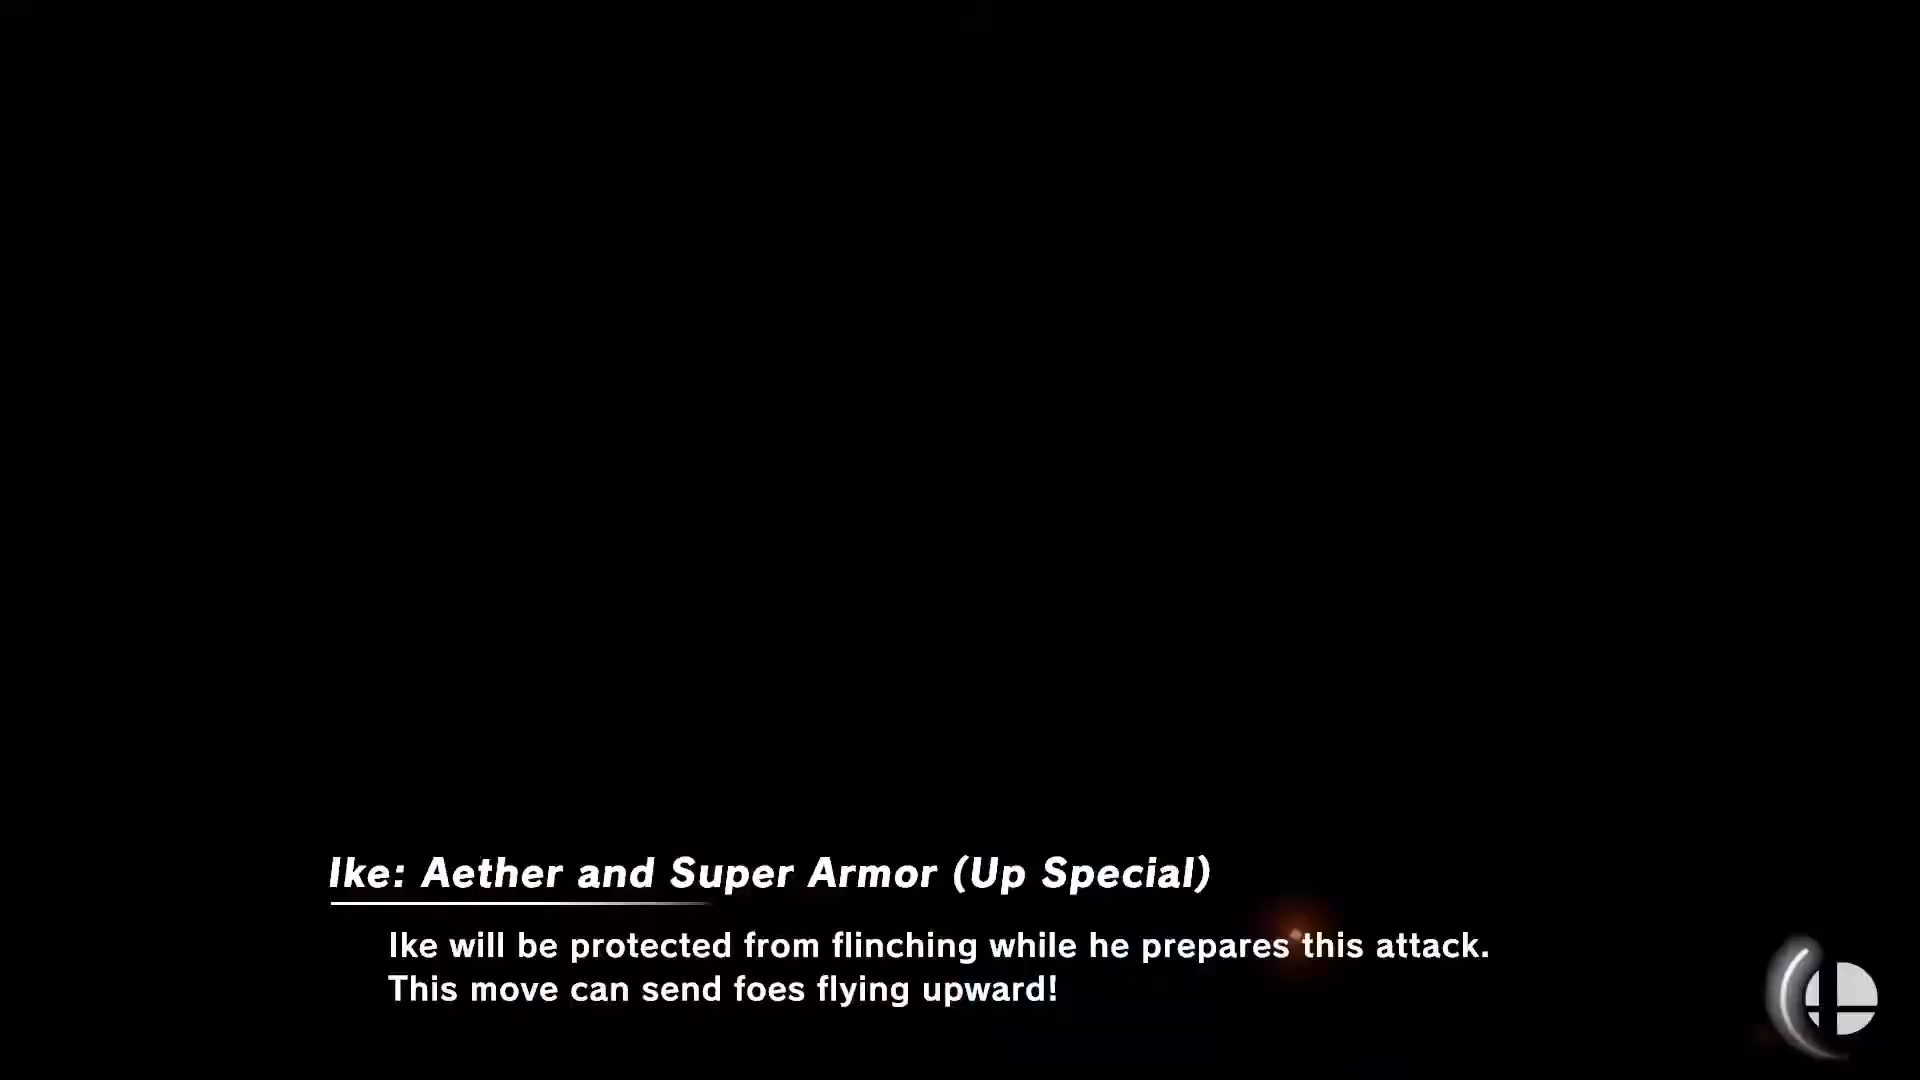 Ike: Aether and Super Armor (Up Special)
Ike will be protected from flinching while he prepares this attack.
This move can send foes flying upward!